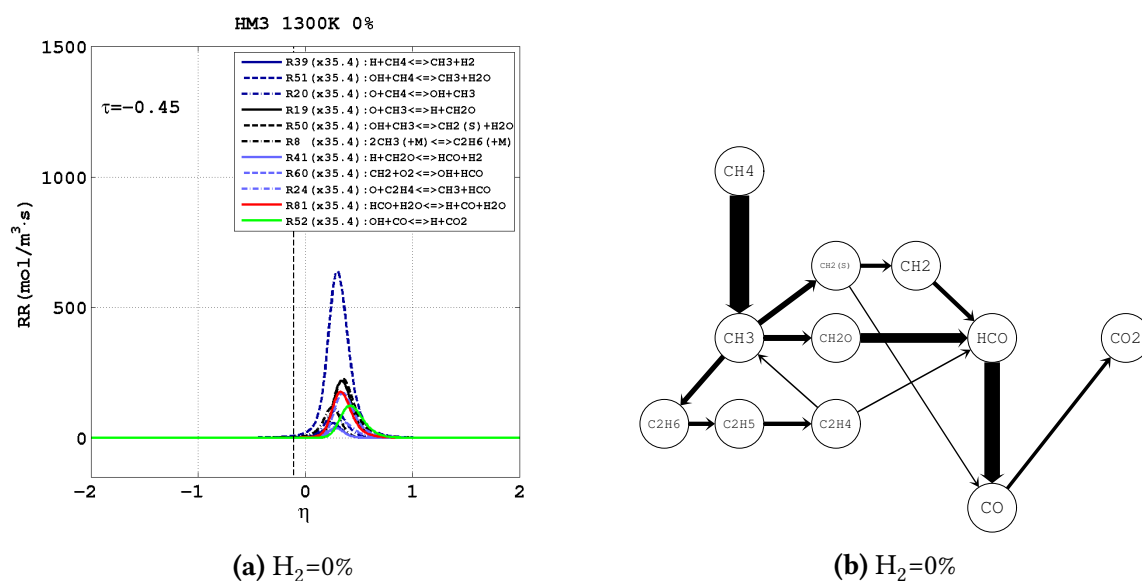 HM3 1300K 0%
1500
1000
500
0
RR(mol/m³·s)
τ=−0.45
R39(x35.4):H+CH4<=>CH3+H2
R51(x35.4):OH+CH4<=>CH3+H2O
R20(x35.4):O+CH4<=>OH+CH3
R19(x35.4):O+CH3<=>H+CH2O
R50(x35.4):OH+CH3<=>CH2(S)+H2O
R8 (x35.4):2CH3(+M)<=>C2H6(+M)
R41(x35.4):H+CH2O<=>HCO+H2
R60(x35.4):CH2+O2<=>OH+HCO
R24(x35.4):O+C2H4<=>CH3+HCO
R81(x35.4):HCO+H2O<=>H+CO+H2O
R52(x35.4):OH+CO<=>H+CO2
−2 −1 0 1 2
η
(a) H₂=0%
CH4
CH2(S) CH2
CH3 CH2O HCO CO2
C2H6 C2H5 C2H4
CO
(b) H₂=0%